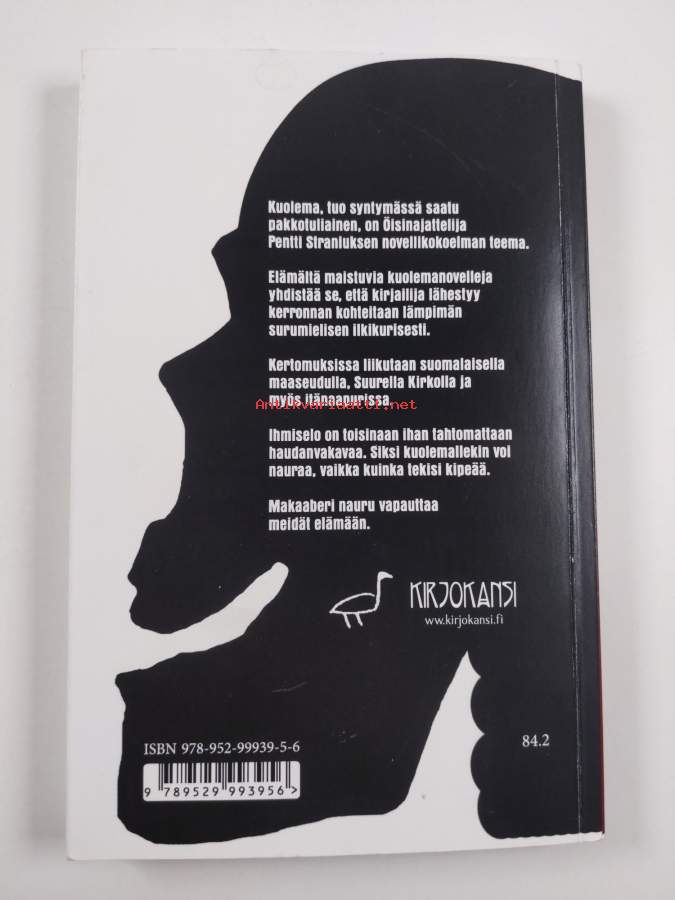 Kuolema, tuo syntymässä saatu
pakkotuliainen, on Öisinajattelija
Pentti Straniuksen novellikokoelman teema.
Elämältä maistuvia kuolemanovelleja
yhdistää se, että kirjailija lähestyy
kerronnan kohteitaan lämpimän
surumielisen ilkikurisesti.
Kertomuksissa liikutaan suomalaisella
maaseudulla, Suurella Kirkolla ja
myös itänaapurissa.
Antikvariaatti.net
Ihmiselo on toisinaan ihan tahtomattaan
haudanvakavaa. Siksi kuolemallekin voi
nauraa, vaikka kuinka tekisi kipeää.
Makaaberi nauru vapauttaa
meidät elämään.
KIRJOKANSI
www.kirjokansi.fi
ISBN 978-952-99939-5-6
84.2
9 789529 993956 >